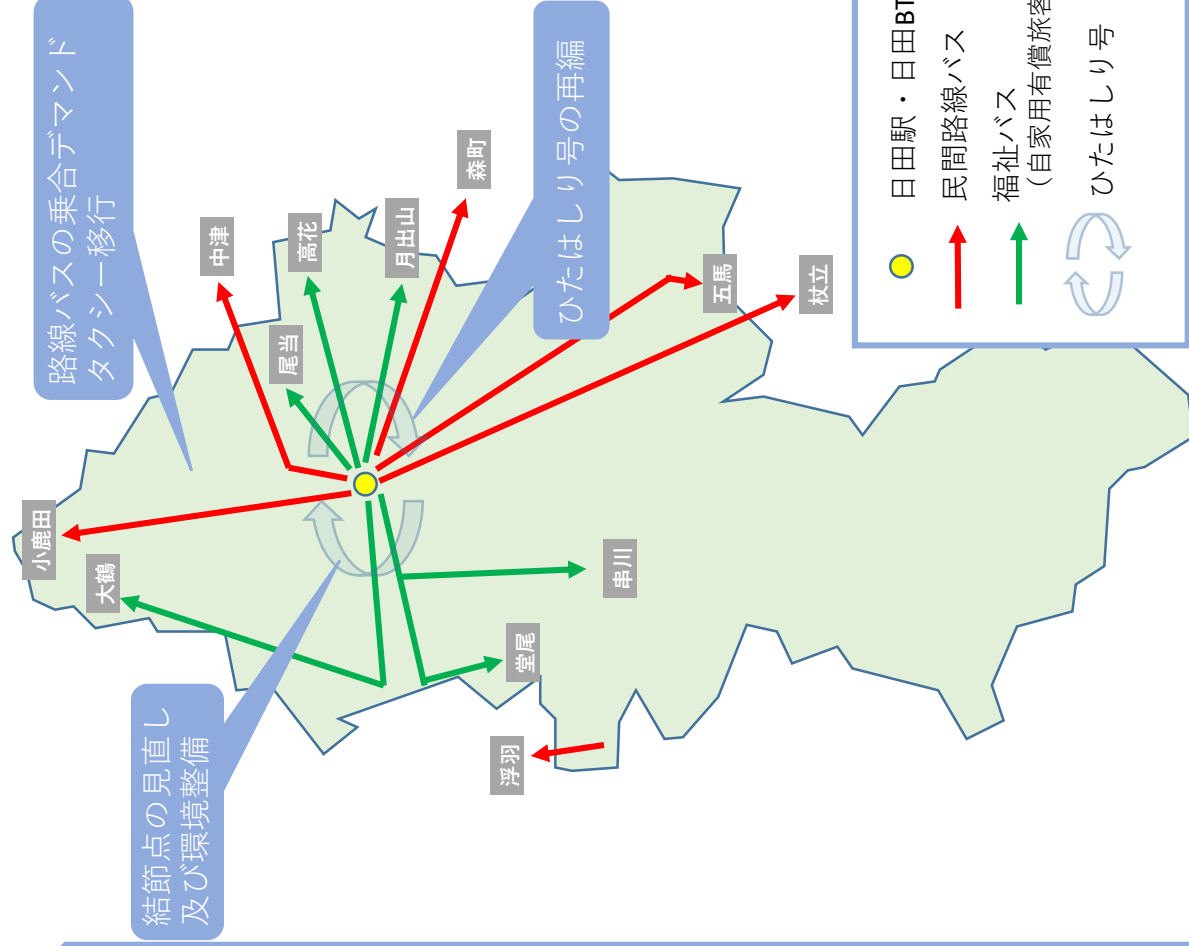 路線バスの乗合デマンド
タクシー移行
結節点の見直し
及び環境整備
ひたはしり号の再編
小鹿田
大鶴
中津
高花
尾当
月出山
森町
五馬
杖立
串川
堂尾
浮羽
日田駅・日田BT
民間路線バス
福祉バス
(自家用有償旅客
ひたはしり号